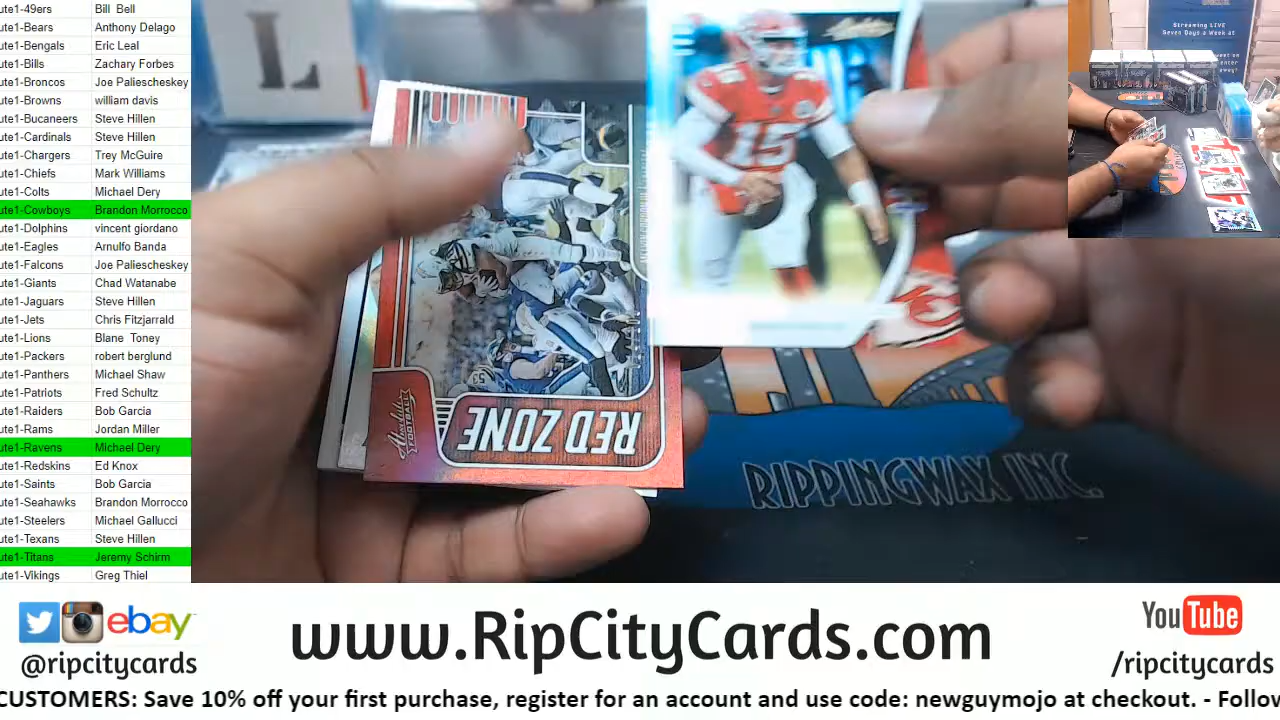 ute1-49ers Bill Bell
ute1-Bears Anthony Delago
ute1-Bengals Eric Leal
ute1-Bills Zachary Forbes
ute1-Broncos Joe Paliescheskey
ute1-Browns william davis
ute1-Bucaneers Steve Hillen
ute1-Cardinals Steve Hillen
ute1-Chargers Trey McGuire
ute1-Chiefs Mark Williams
ute1-Colts Michael Dery
ute1-Cowboys Brandon Morrocco
ute1-Dolphins vincent giordano
ute1-Eagles Arnulfo Banda
ute1-Falcons Joe Paliescheskey
ute1-Giants Chad Watanabe
ute1-Jaguars Steve Hillen
ute1-Jets Chris Fitzjarrald
ute1-Lions Blane Toney
ute1-Packers robert berglund
ute1-Panthers Michael Shaw
ute1-Patriots Fred Schultz
ute1-Raiders Bob Garcia
ute1-Rams Jordan Miller
ute1-Ravens Michael Dery
ute1-Redskins Ed Knox
ute1-Saints Bob Garcia
ute1-Seahawks Brandon Morrocco
ute1-Steelers Michael Gallucci
ute1-Texans Steve Hillen
ute1-Titans Jeremy Schirm
ute1-Vikings Greg Thiel
L
15
53
Absolute
FOOTBALL
RED ZONE
RIPPINGWAX INC.
Streaming LIVE
Seven Days a Week at
ebay
@ripcitycards
www.RipCityCards.com
YouTube
/ripcitycards
CUSTOMERS: Save 10% off your first purchase, register for an account and use code: newguymojo at checkout. - Follow